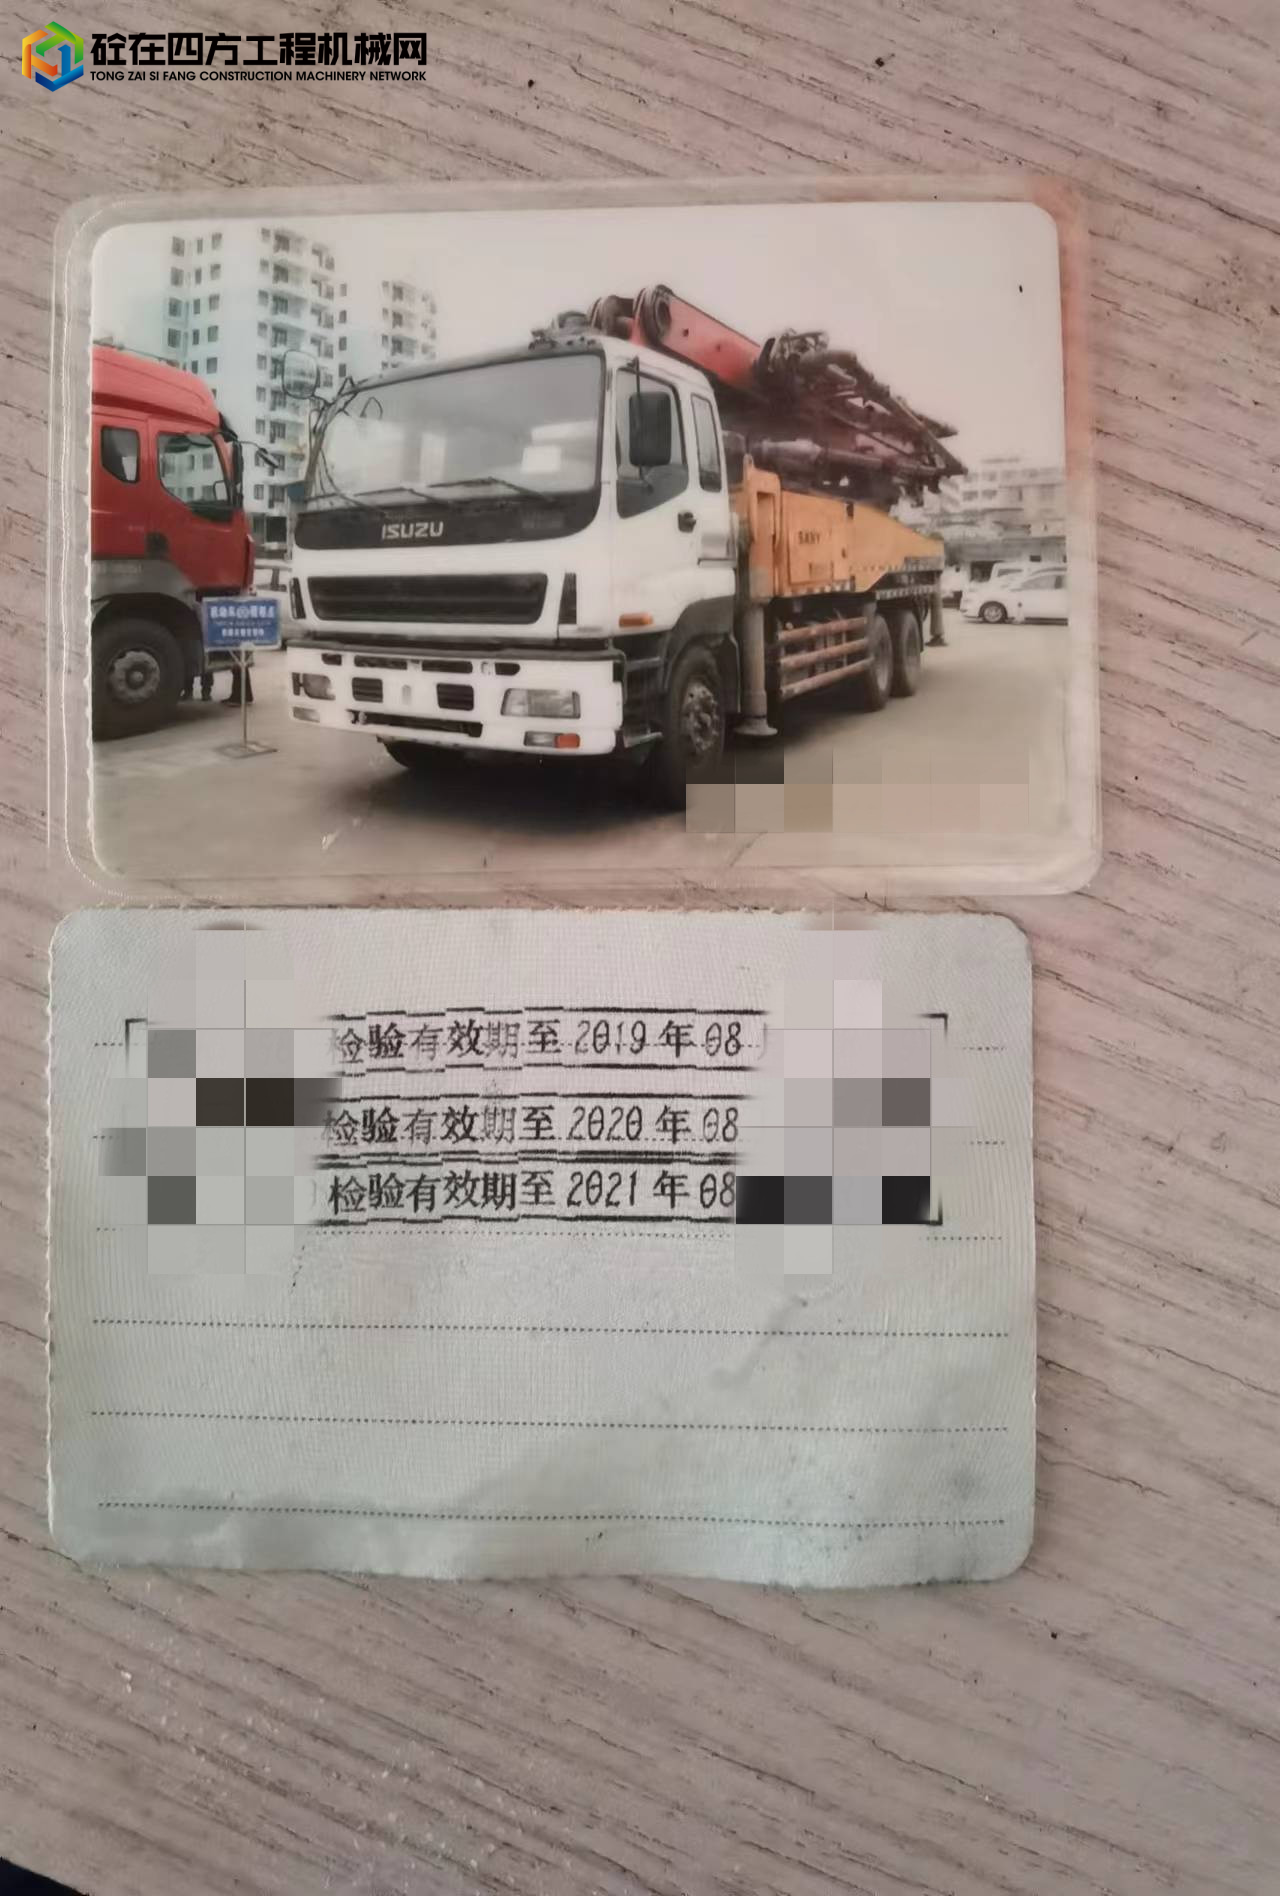 砼在四方工程机械网
TONG ZAI SI FANG CONSTRUCTION MACHINERY NETWORK
ISUZU
SANY
检验有效期至 2019 年 08
检验有效期至 2020 年 08
检验有效期至 2021 年 08